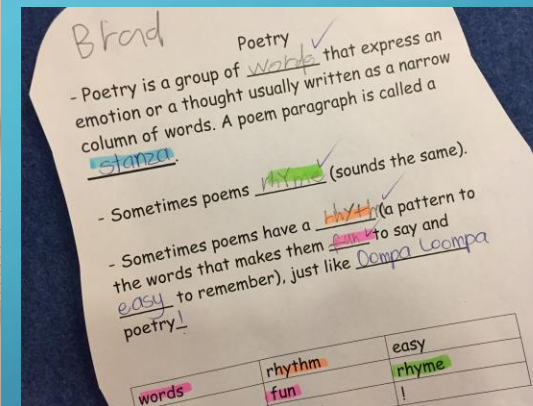 Brad
Poetry
- Poetry is a group of words that express an
emotion or a thought usually written as a narrow
column of words. A poem paragraph is called a
stanza.
- Sometimes poems rhyme (sounds the same).
- Sometimes poems have a rhythm (a pattern to
the words that makes them fun to say and
easy to remember), just like Oompa Loompa
poetry!
words rhythm easy
fun rhyme
!